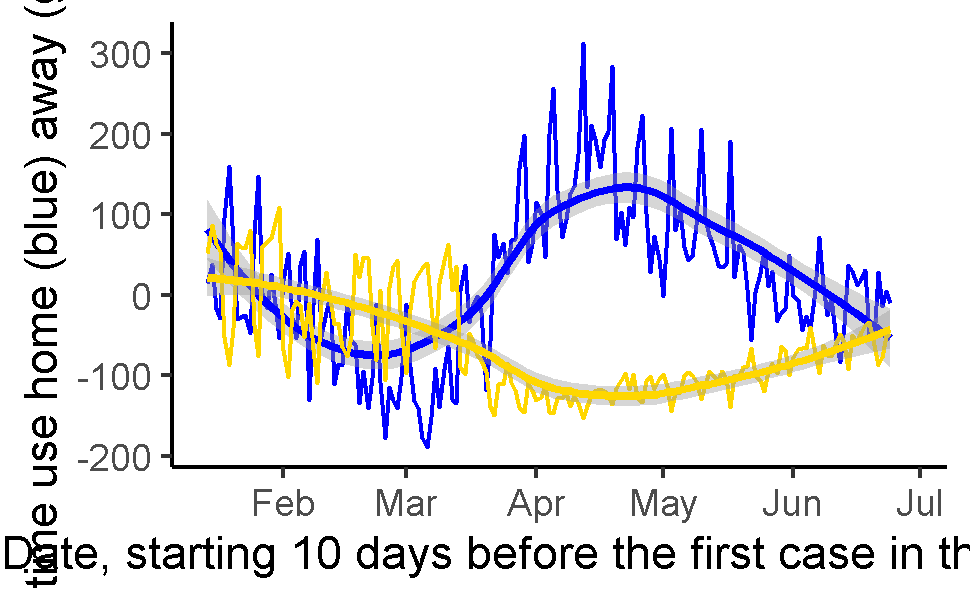 time use home (blue) away (
300
200
100
0
-100
-200
Feb Mar Apr May Jun Jul
Date, starting 10 days before the first case in th